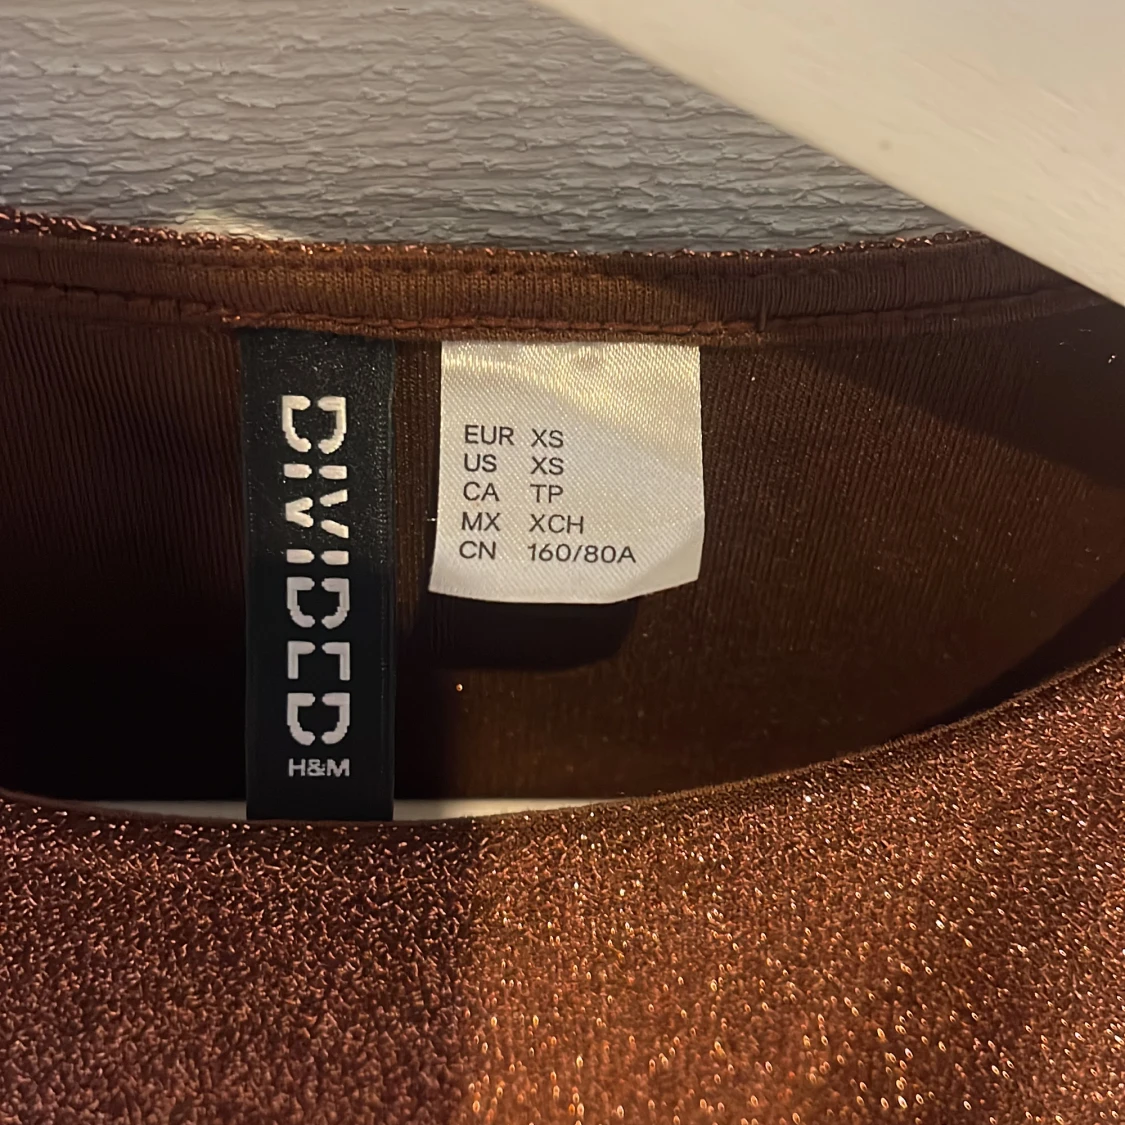 DIVIDED
H&M
EUR XS
US XS
CA TP
MX XCH
CN 160/80A